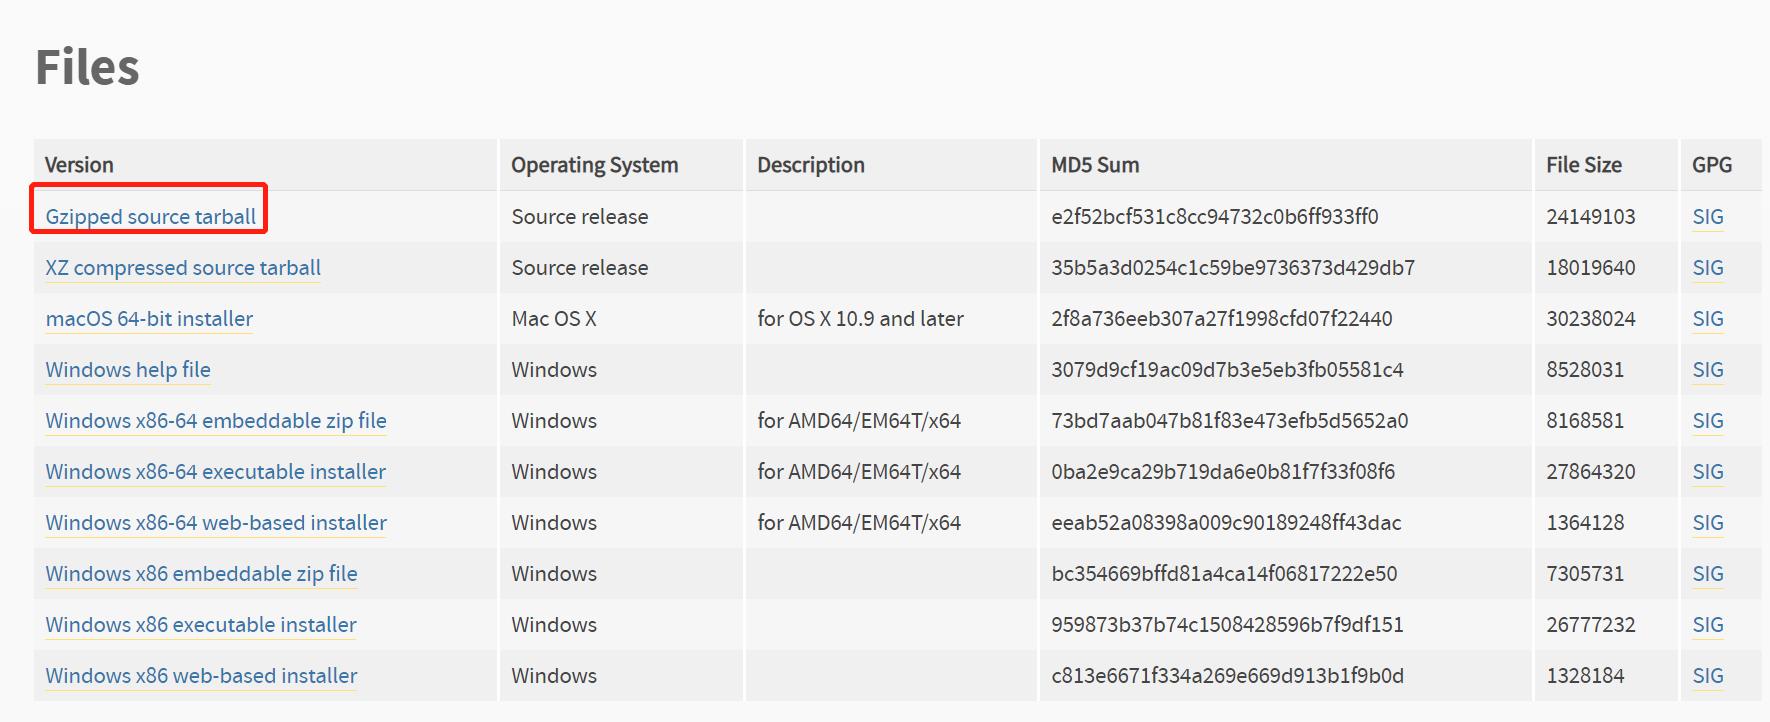 Files
Version Operating System Description MD5 Sum File Size GPG
Gzipped source tarball Source release e2f52bcf531c8cc94732c0b6ff933ff0 24149103 SIG
XZ compressed source tarball Source release 35b5a3d0254c1c59be9736373d429db7 18019640 SIG
macOS 64-bit installer Mac OS X for OS X 10.9 and later 2f8a736eeb307a27f1998cfd07f22440 30238024 SIG
Windows help file Windows 3079d9cf19ac09d7b3e5eb3fb05581c4 8528031 SIG
Windows x86-64 embeddable zip file Windows for AMD64/EM64T/x64 73bd7aab047b81f83e473efb5d5652a0 8168581 SIG
Windows x86-64 executable installer Windows for AMD64/EM64T/x64 0ba2e9ca29b719da6e0b81f7f33f08f6 27864320 SIG
Windows x86-64 web-based installer Windows for AMD64/EM64T/x64 eeab52a08398a009c90189248ff43dac 1364128 SIG
Windows x86 embeddable zip file Windows bc354669bffd81a4ca14f06817222e50 7305731 SIG
Windows x86 executable installer Windows 959873b37b74c1508428596b7f9df151 26777232 SIG
Windows x86 web-based installer Windows c813e6671f334a269e669d913b1f9b0d 1328184 SIG